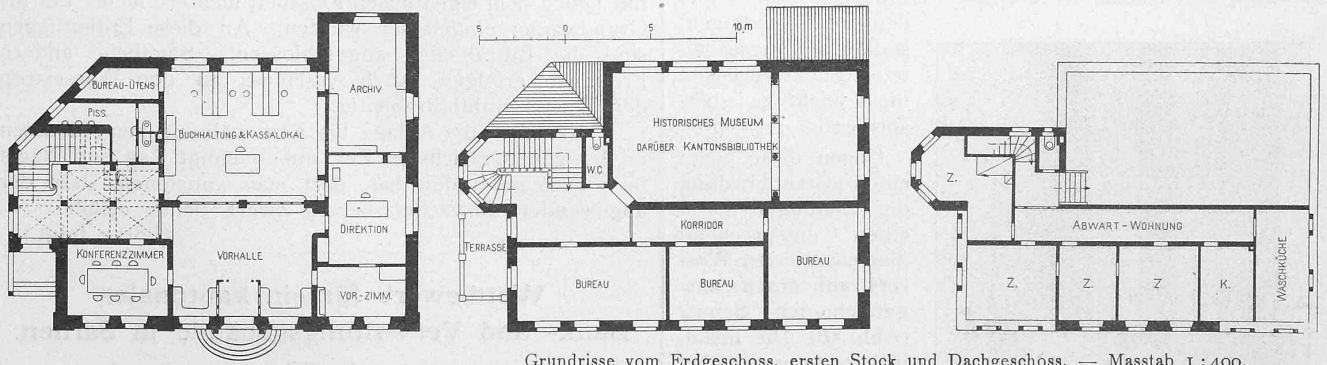 5 0 5 10 m
BUREAU-UTENS
PISS.
BUCHHALTUNG & KASSALOKAL
ARCHIV
DIREKTION
KONFERENZZIMMER
VORHALLE
VOR-ZIMM.
HISTORISCHES MUSEUM
DARÜBER KANTONSBIBLIOTHEK
W.C.
KORRIDOR
TERRASSE
BUREAU
BUREAU
BUREAU
Z.
ABWART-WOHNUNG
Z.
Z.
Z.
K.
WASCHKÜCHE
Grundrisse vom Erdgeschoss, ersten Stock und Dachgeschoss. — Masstab 1 : 400.